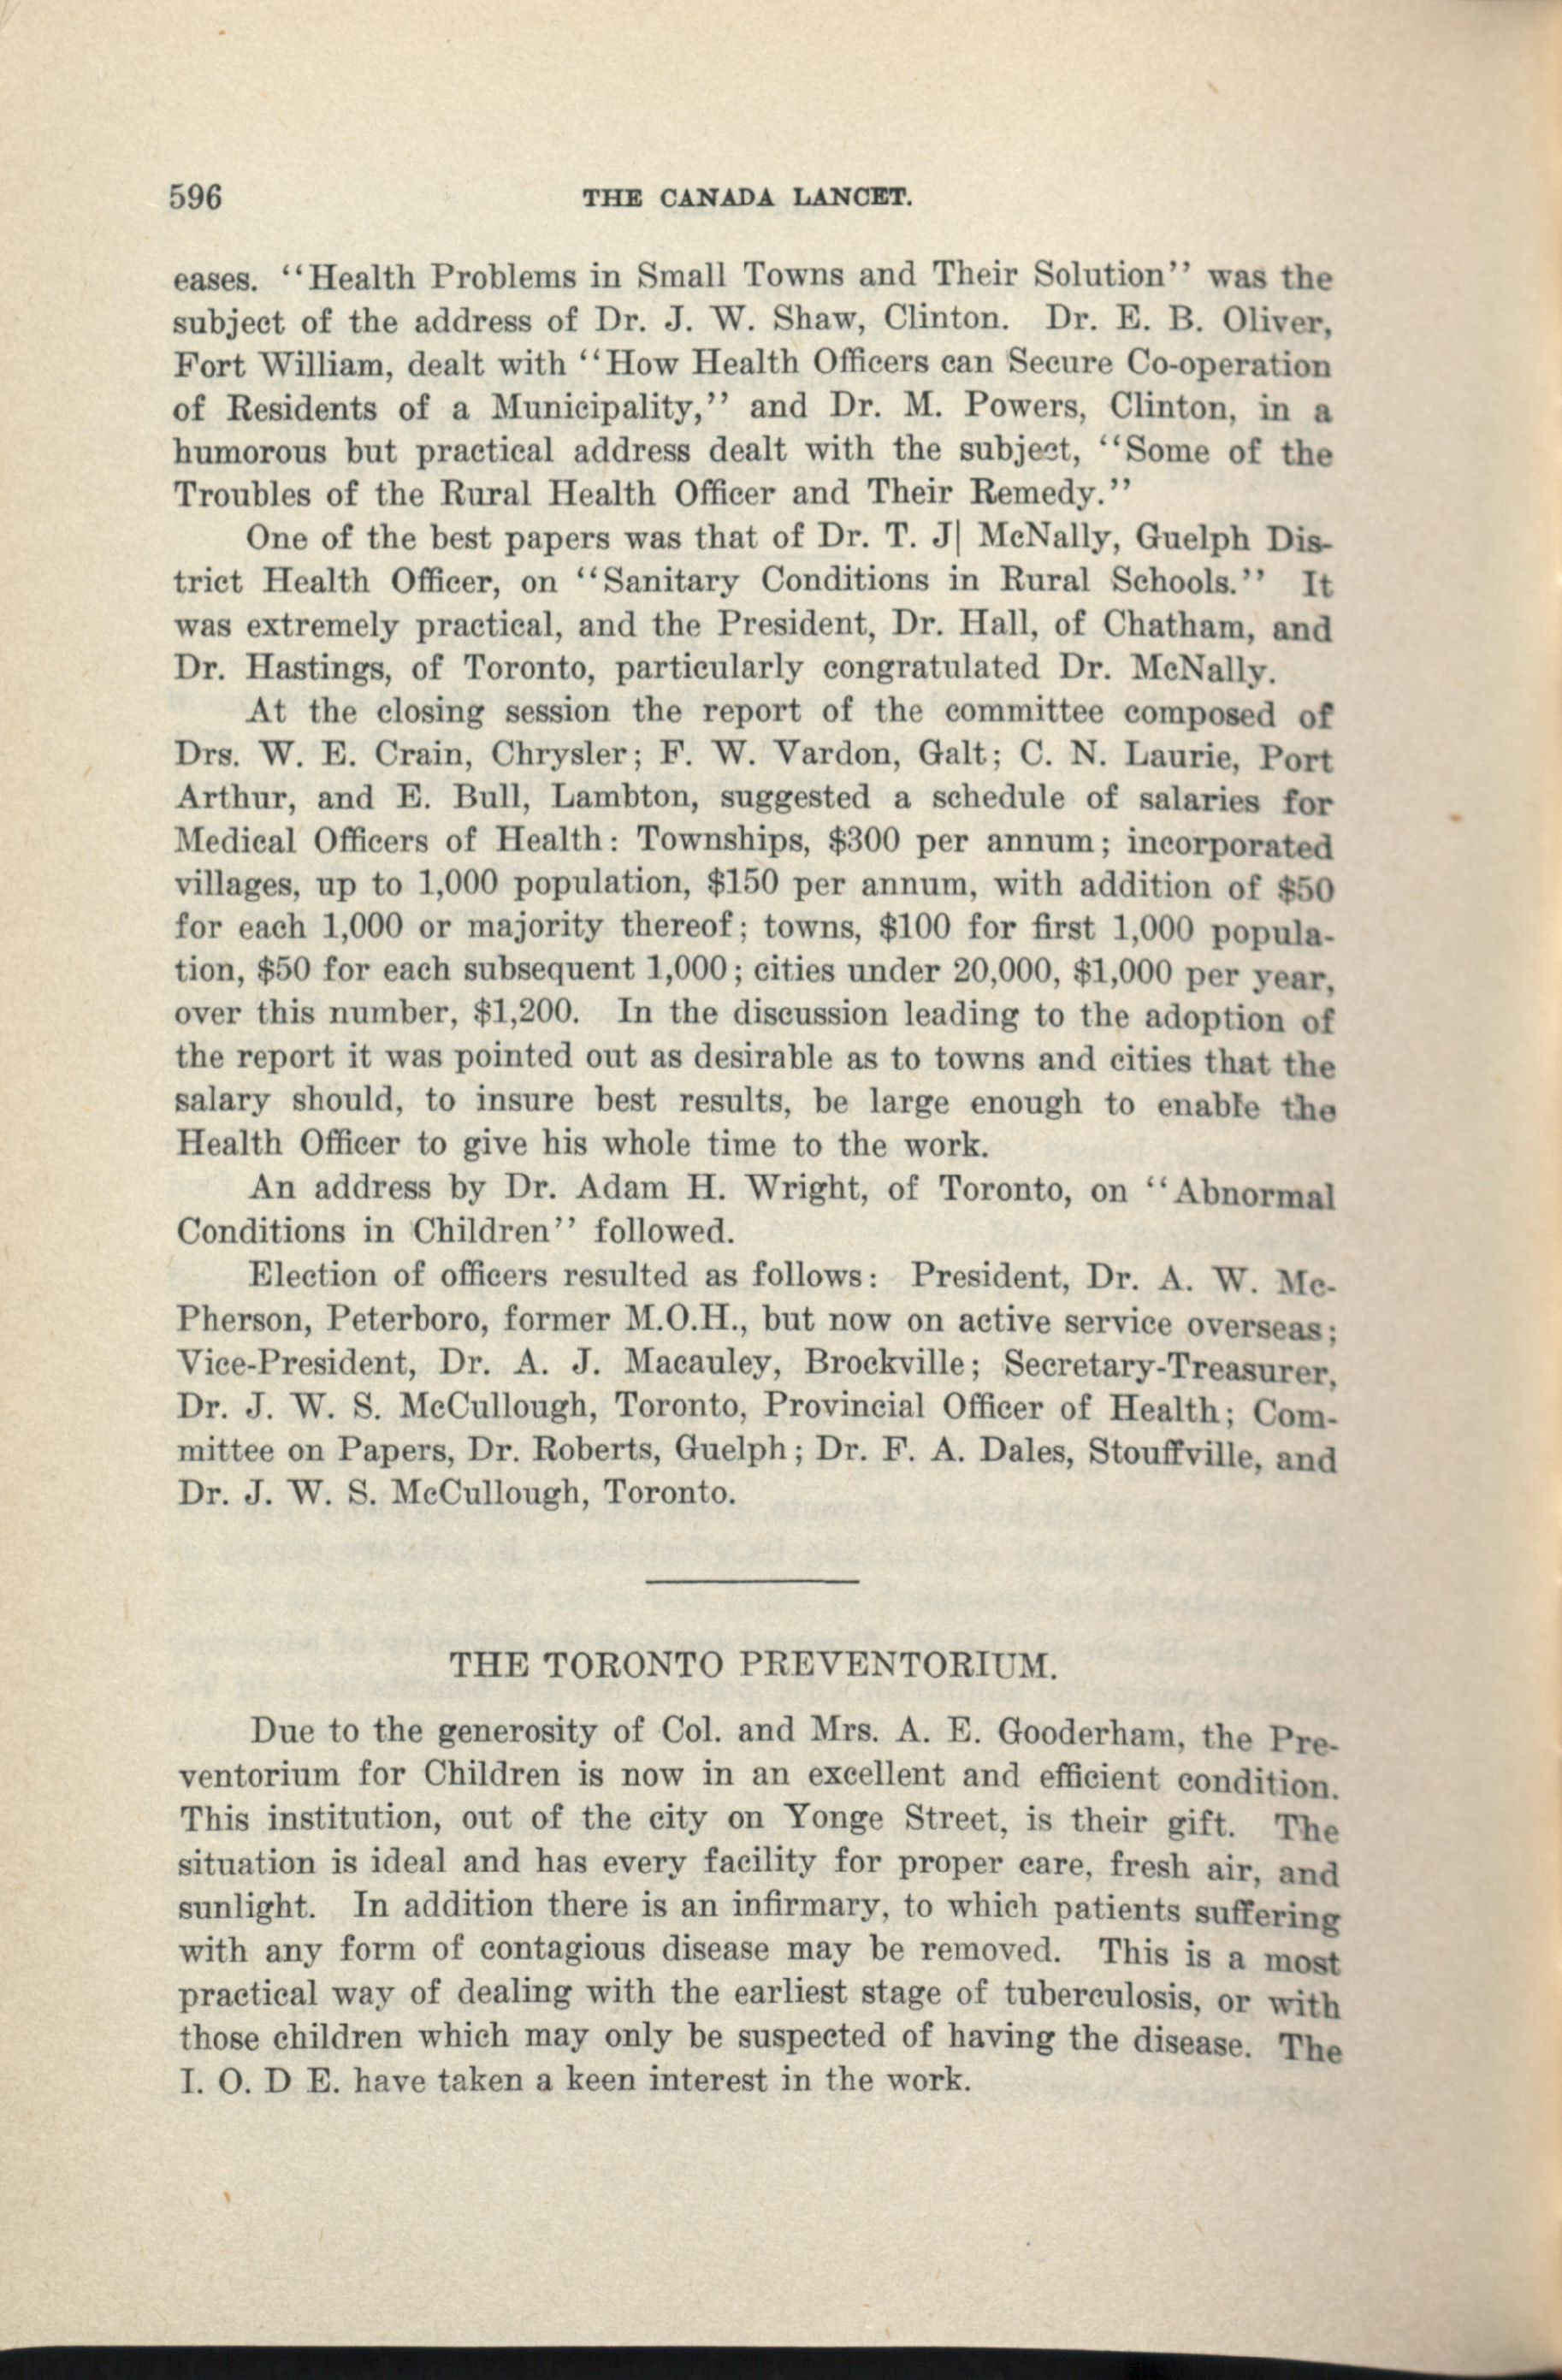 596 THE CANADA LANCET.
eases. ‘‘Health Problems in Small Towns and Their Solution’’ was the
subject of the address of Dr. J. W. Shaw, Clinton. Dr. E. B. Oliver,
Fort William, dealt with ‘‘How Health Officers can Secure Co-operation
of Residents of a Municipality,’’ and Dr. M. Powers, Clinton, in a
humorous but practical address dealt with the subject, ‘‘Some of the
Troubles of the Rural Health Officer and Their Remedy.’’
One of the best papers was that of Dr. T. J| McNally, Guelph Dis-
trict Health Officer, on ‘‘Sanitary Conditions in Rural Schools.’’ It
was extremely practical, and the President, Dr. Hall, of Chatham, and
Dr. Hastings, of Toronto, particularly congratulated Dr. McNally.
At the closing session the report of the committee composed of
Drs. W. E. Crain, Chrysler; F. W. Vardon, Galt; C. N. Laurie, Port
Arthur, and E. Bull, Lambton, suggested a schedule of salaries for
Medical Officers of Health: Townships, $300 per annum; incorporated
villages, up to 1,000 population, $150 per annum, with addition of $50
for each 1,000 or majority thereof; towns, $100 for first 1,000 popula-
tion, $50 for each subsequent 1,000; cities under 20,000, $1,000 per year,
over this number, $1,200. In the discussion leading to the adoption of
the report it was pointed out as desirable as to towns and cities that the
salary should, to insure best results, be large enough to enable the
Health Officer to give his whole time to the work.
An address by Dr. Adam H. Wright, of Toronto, on ‘‘Abnormal
Conditions in Children’’ followed.
Election of officers resulted as follows: President, Dr. A. W. Mc-
Pherson, Peterboro, former M.O.H., but now on active service overseas;
Vice-President, Dr. A. J. Macauley, Brockville; Secretary-Treasurer,
Dr. J. W. S. McCullough, Toronto, Provincial Officer of Health; Com-
mittee on Papers, Dr. Roberts, Guelph; Dr. F. A. Dales, Stouffville, and
Dr. J. W. S. McCullough, Toronto.
THE TORONTO PREVENTORIUM.
Due to the generosity of Col. and Mrs. A. E. Gooderham, the Pre-
ventorium for Children is now in an excellent and efficient condition.
This institution, out of the city on Yonge Street, is their gift. The
situation is ideal and has every facility for proper care, fresh air, and
sunlight. In addition there is an infirmary, to which patients suffering
with any form of contagious disease may be removed. This is a most
practical way of dealing with the earliest stage of tuberculosis, or with
those children which may only be suspected of having the disease. The
I. O. D E. have taken a keen interest in the work.